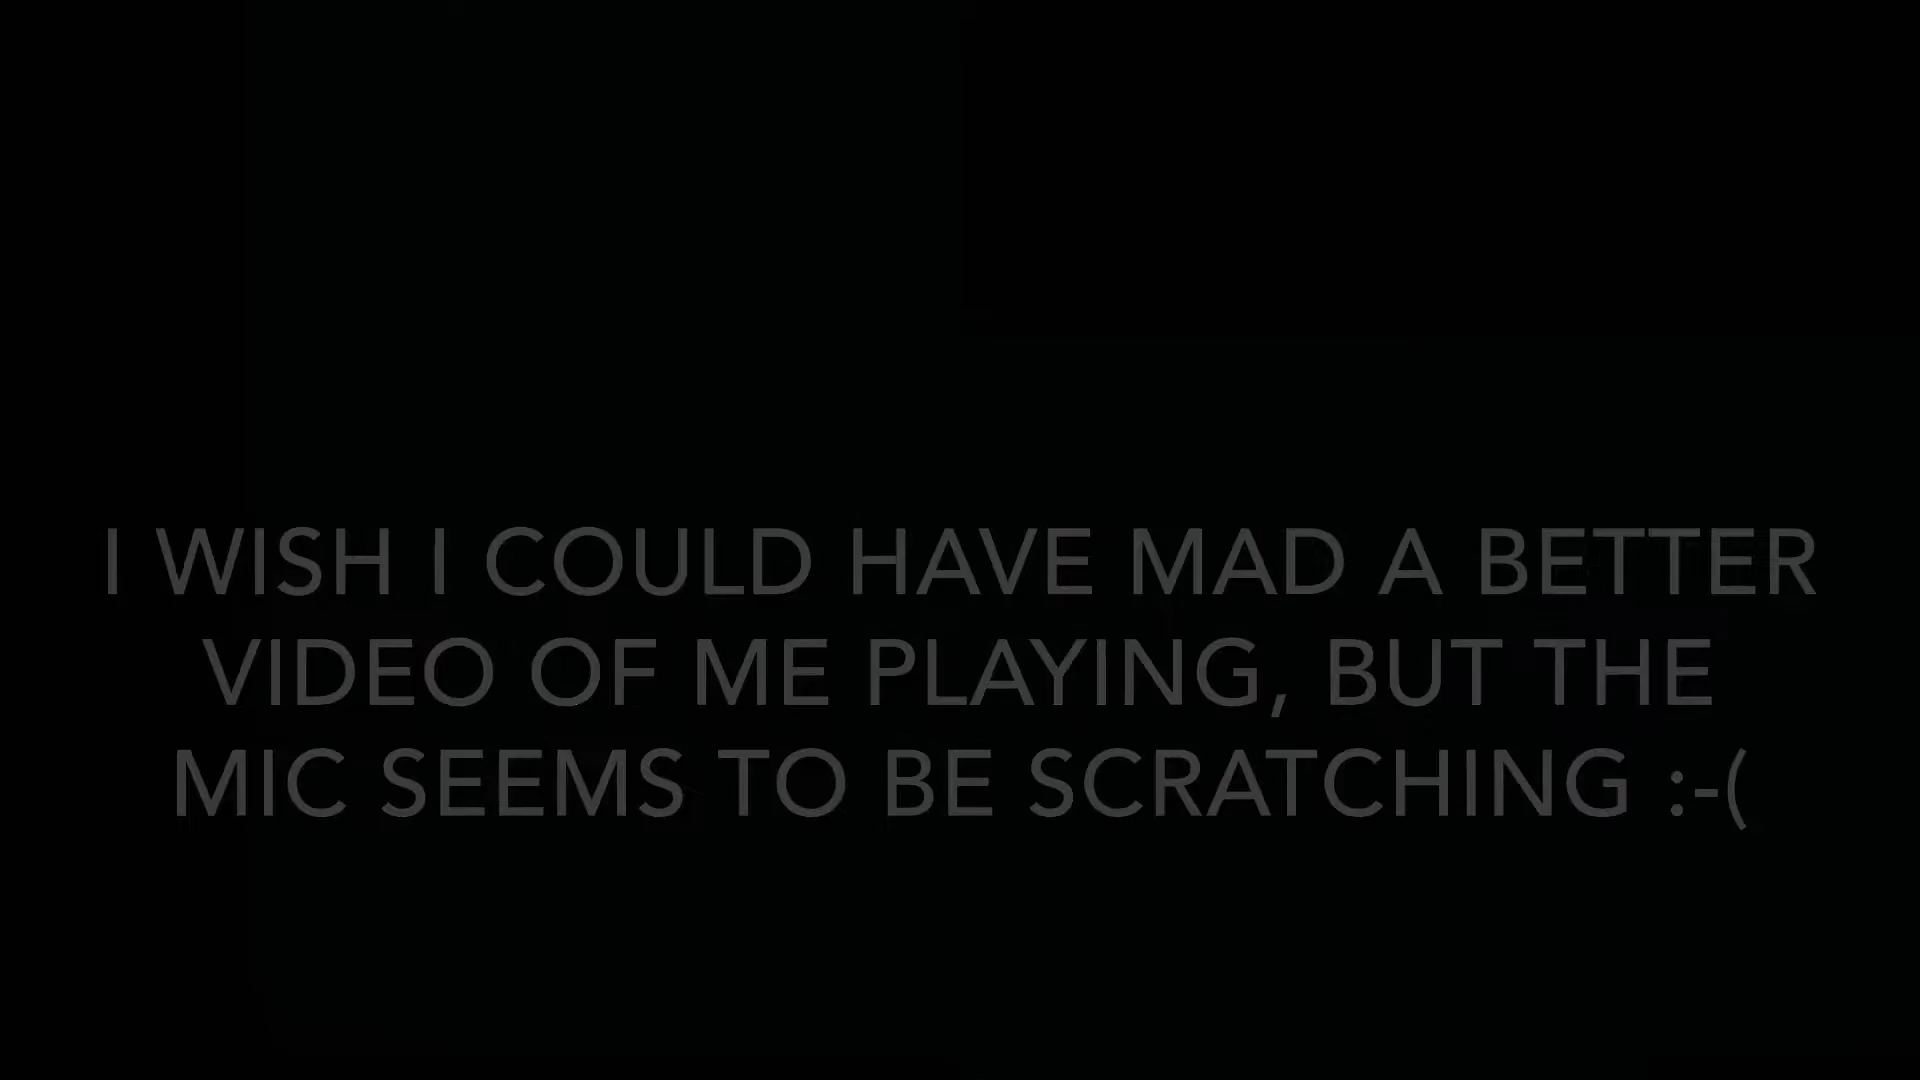 I WISH I COULD HAVE MAD A BETTER
VIDEO OF ME PLAYING, BUT THE
MIC SEEMS TO BE SCRATCHING :-(